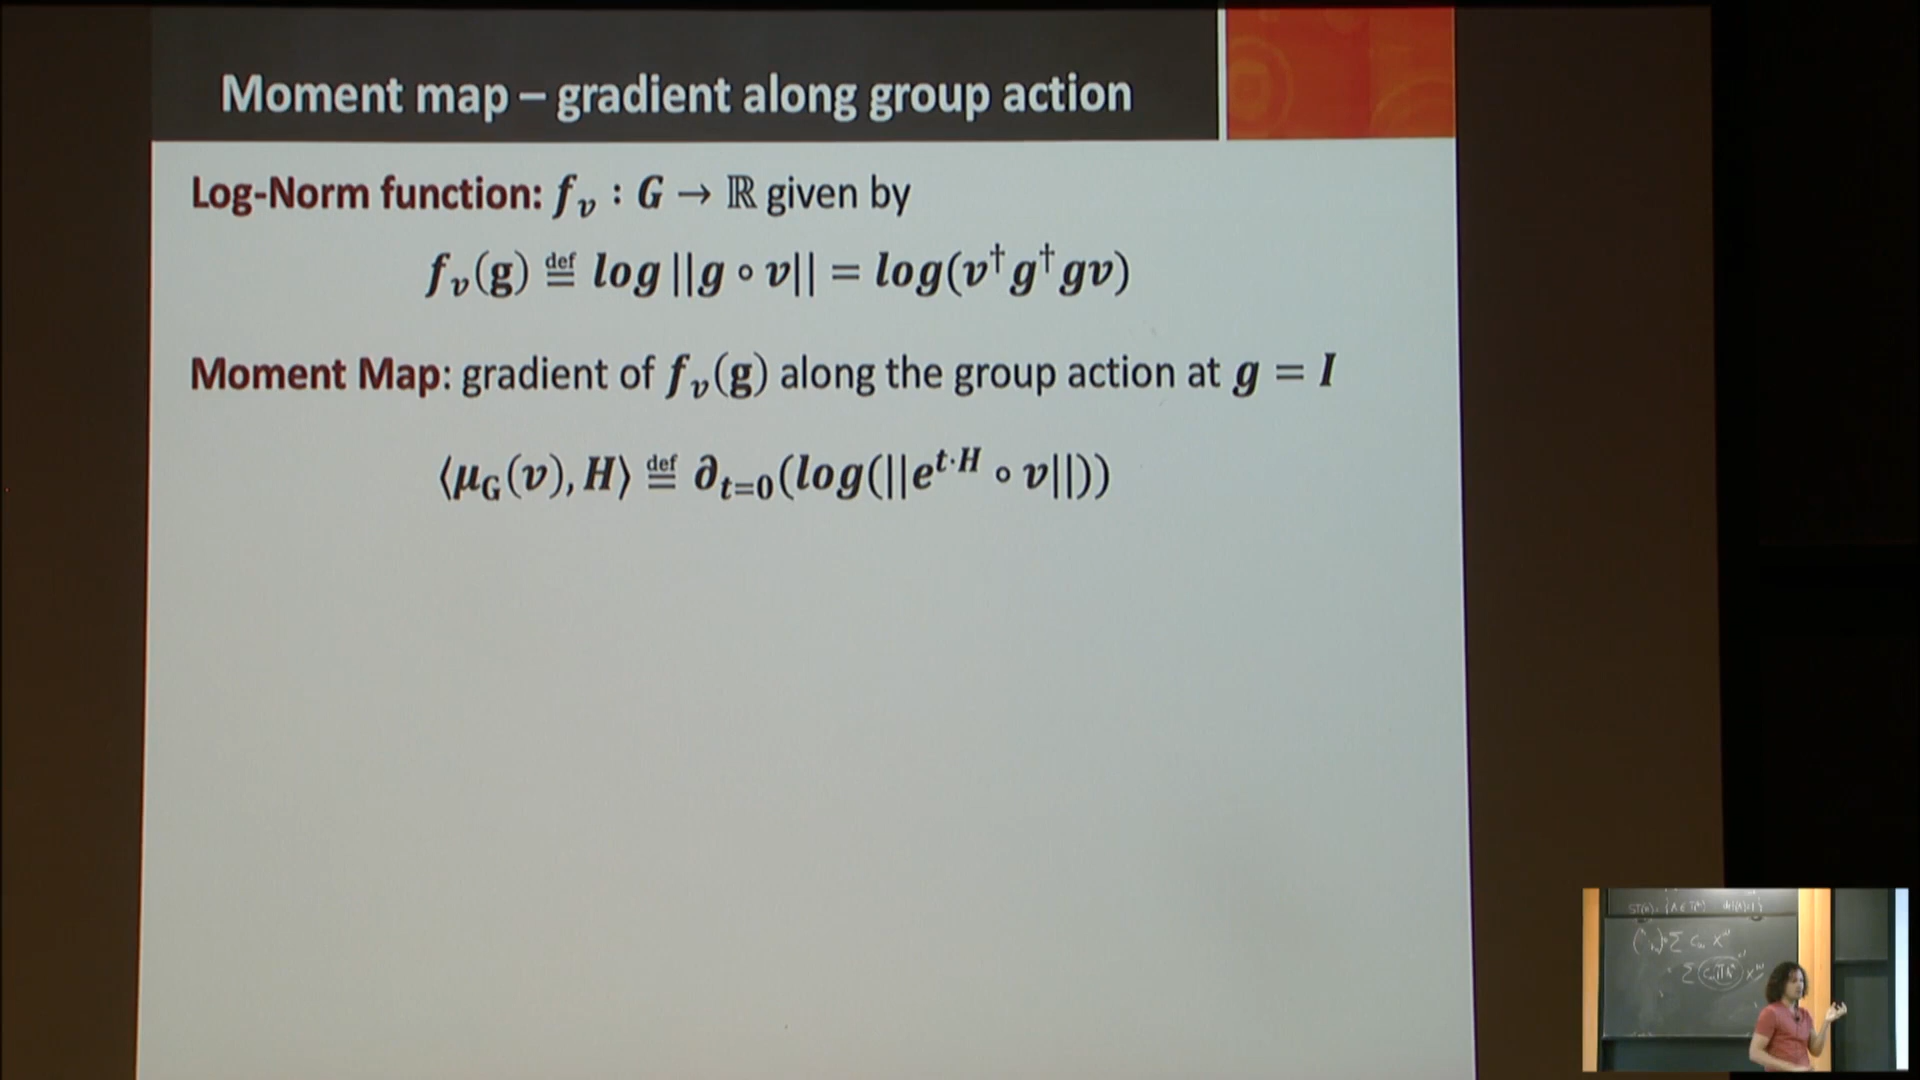 Moment map – gradient along group action
Log-Norm function: f_v : G → ℝ given by
f_v(g) ≝ log ||g ∘ v|| = log(v†g†gv)
Moment Map: gradient of f_v(g) along the group action at g = I
⟨μ_G(v), H⟩ ≝ ∂_{t=0}(log(||e^{t·H} ∘ v||))